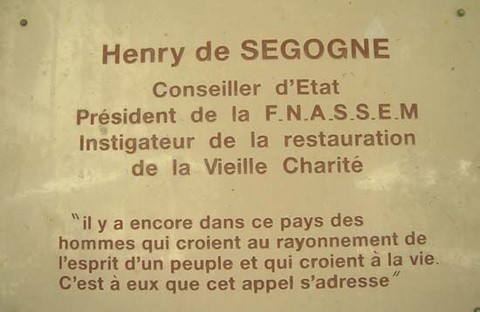 Henry de SEGOGNE
Conseiller d'Etat
Président de la F.N.A.S.S.E.M
Instigateur de la restauration
de la Vieille Charité
"il y a encore dans ce pays des
hommes qui croient au rayonnement de
l'esprit d'un peuple et qui croient à la vie.
C'est à eux que cet appel s'adresse"